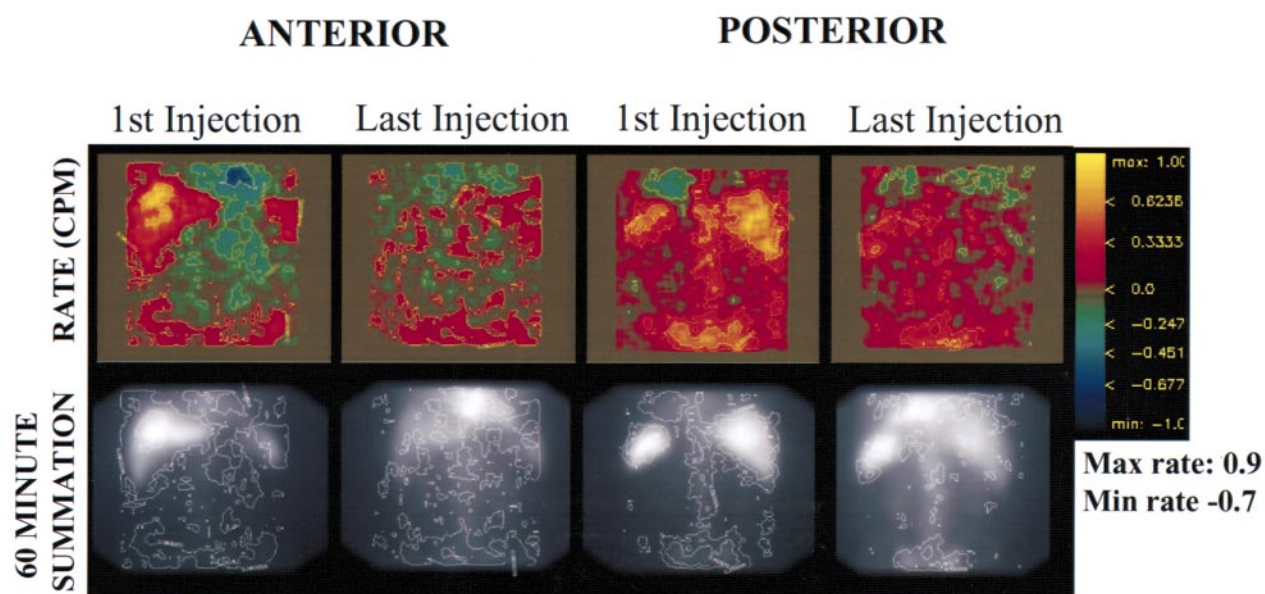 ANTERIOR POSTERIOR
1st Injection Last Injection 1st Injection Last Injection
RATE (CPM)
60 MINUTE
SUMMATION
max: 1.00
< 0.6236
< 0.3333
< 0.0
< -0.247
< -0.451
< -0.677
min: -1.0
Max rate: 0.9
Min rate -0.7